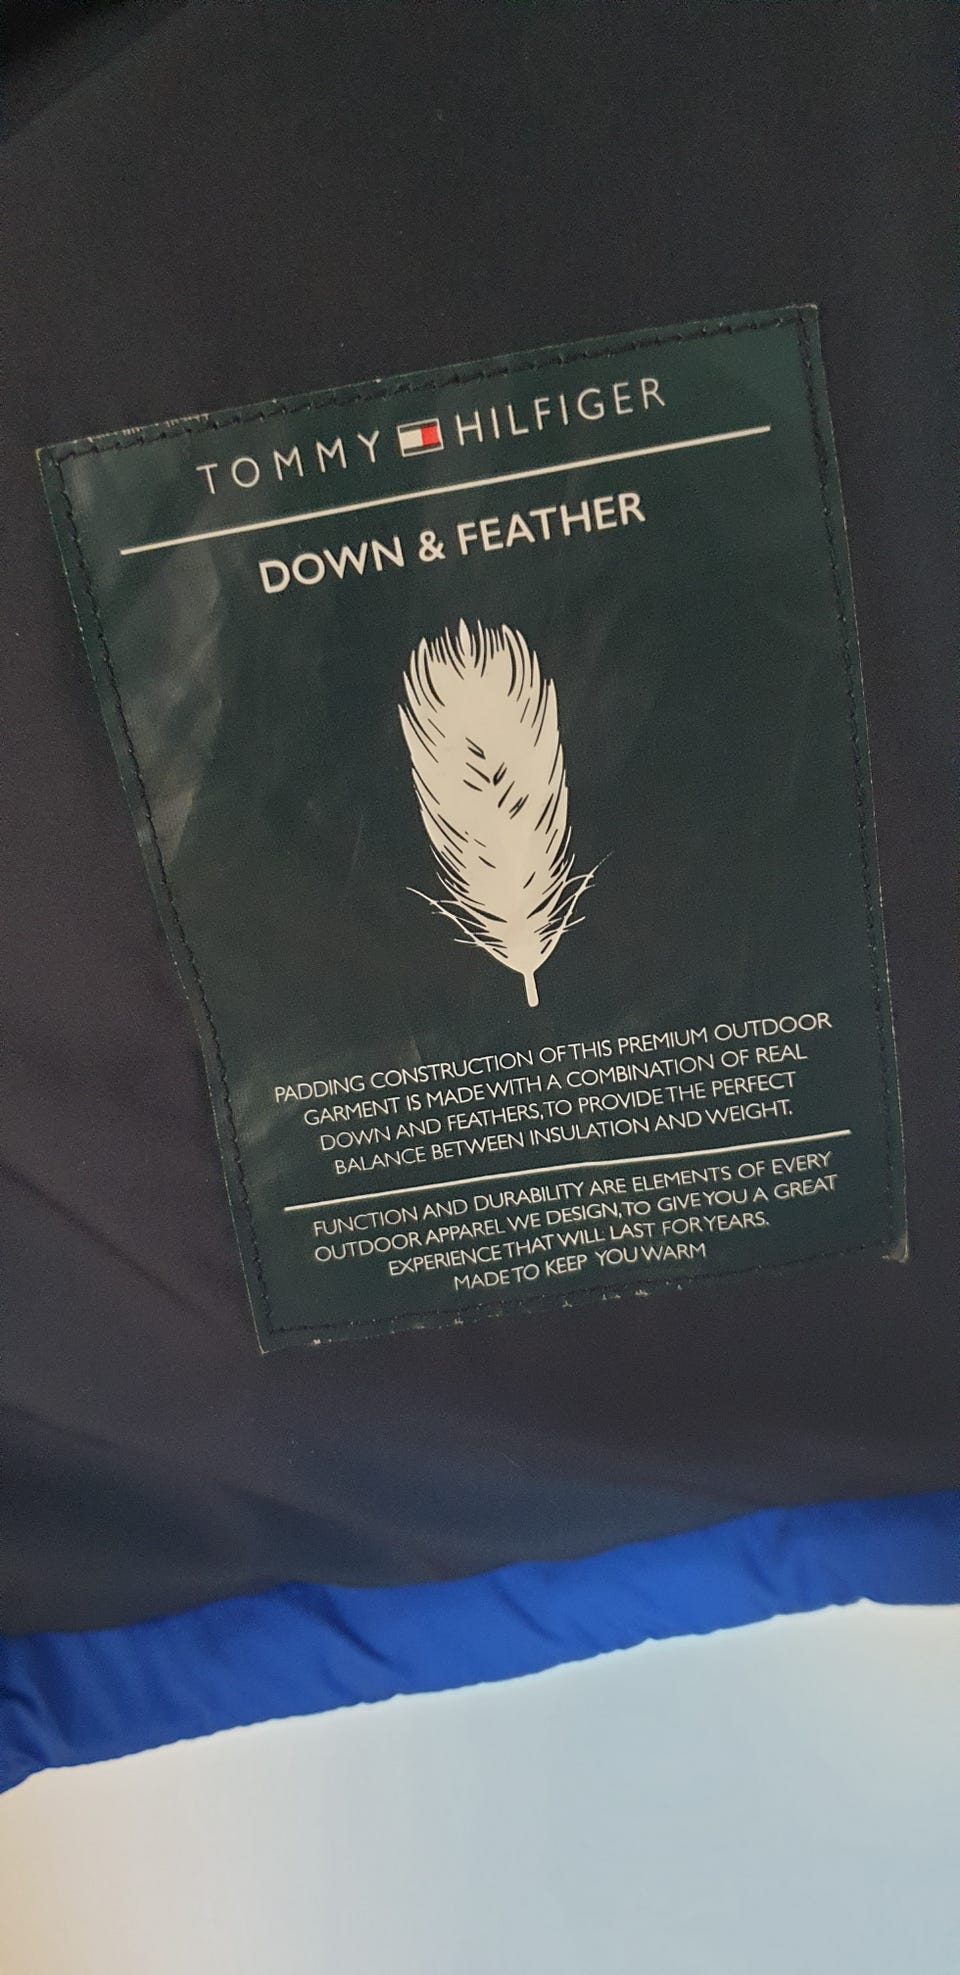 TOMMY HILFIGER
DOWN & FEATHER
PADDING CONSTRUCTION OF THIS PREMIUM OUTDOOR
GARMENT IS MADE WITH A COMBINATION OF REAL
DOWN AND FEATHERS, TO PROVIDE THE PERFECT
BALANCE BETWEEN INSULATION AND WEIGHT.
FUNCTION AND DURABILITY ARE ELEMENTS OF EVERY
OUTDOOR APPAREL WE DESIGN, TO GIVE YOU A GREAT
EXPERIENCE THAT WILL LAST FOR YEARS.
MADE TO KEEP YOU WARM